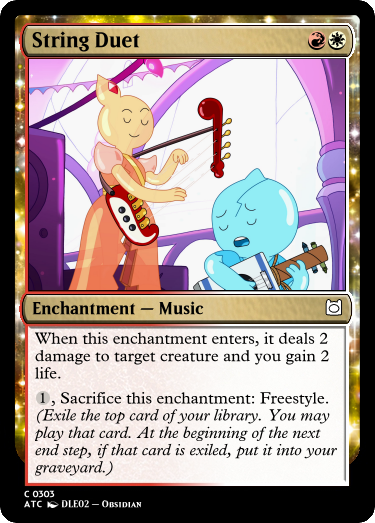 String Duet
Enchantment — Music
When this enchantment enters, it deals 2
damage to target creature and you gain 2
life.
1, Sacrifice this enchantment: Freestyle.
(Exile the top card of your library. You may
play that card. At the beginning of the next
end step, if that card is exiled, put it into your
graveyard.)
C 0303
ATC DLE02 — Obsidian